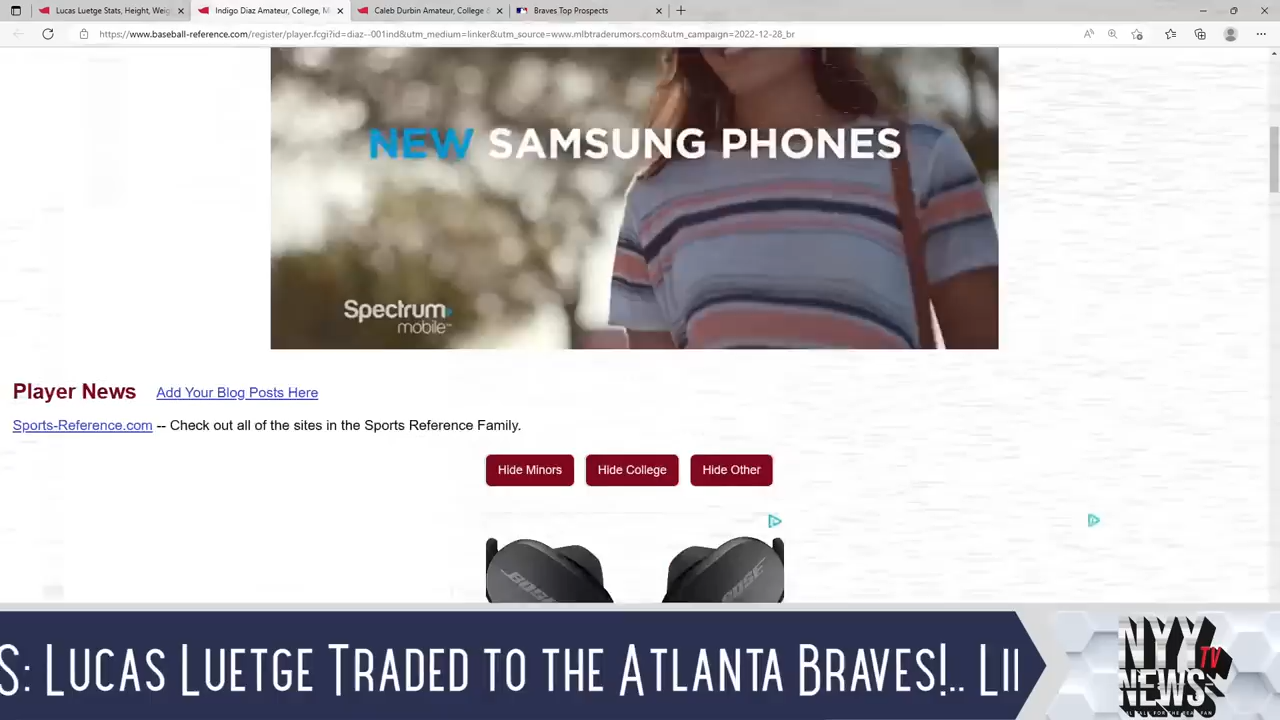 Lucas Luetge Stats, Height, Weig
Indigo Diaz Amateur, College, M
Caleb Durbin Amateur, College &
Braves Top Prospects
https://www.baseball-reference.com/register/player.fcgi?id=diaz--001ind&utm_medium=linker&utm_source=www.mlbtraderumors.com&utm_campaign=2022-12-28_br
NEW SAMSUNG PHONES
Spectrum
mobile
Player News Add Your Blog Posts Here
Sports-Reference.com -- Check out all of the sites in the Sports Reference Family.
Hide Minors Hide College Hide Other
BOSE BOSE
S: LUCAS LUETGE TRADED TO THE ATLANTA BRAVES!.. LI
NYY
TV
NEWS